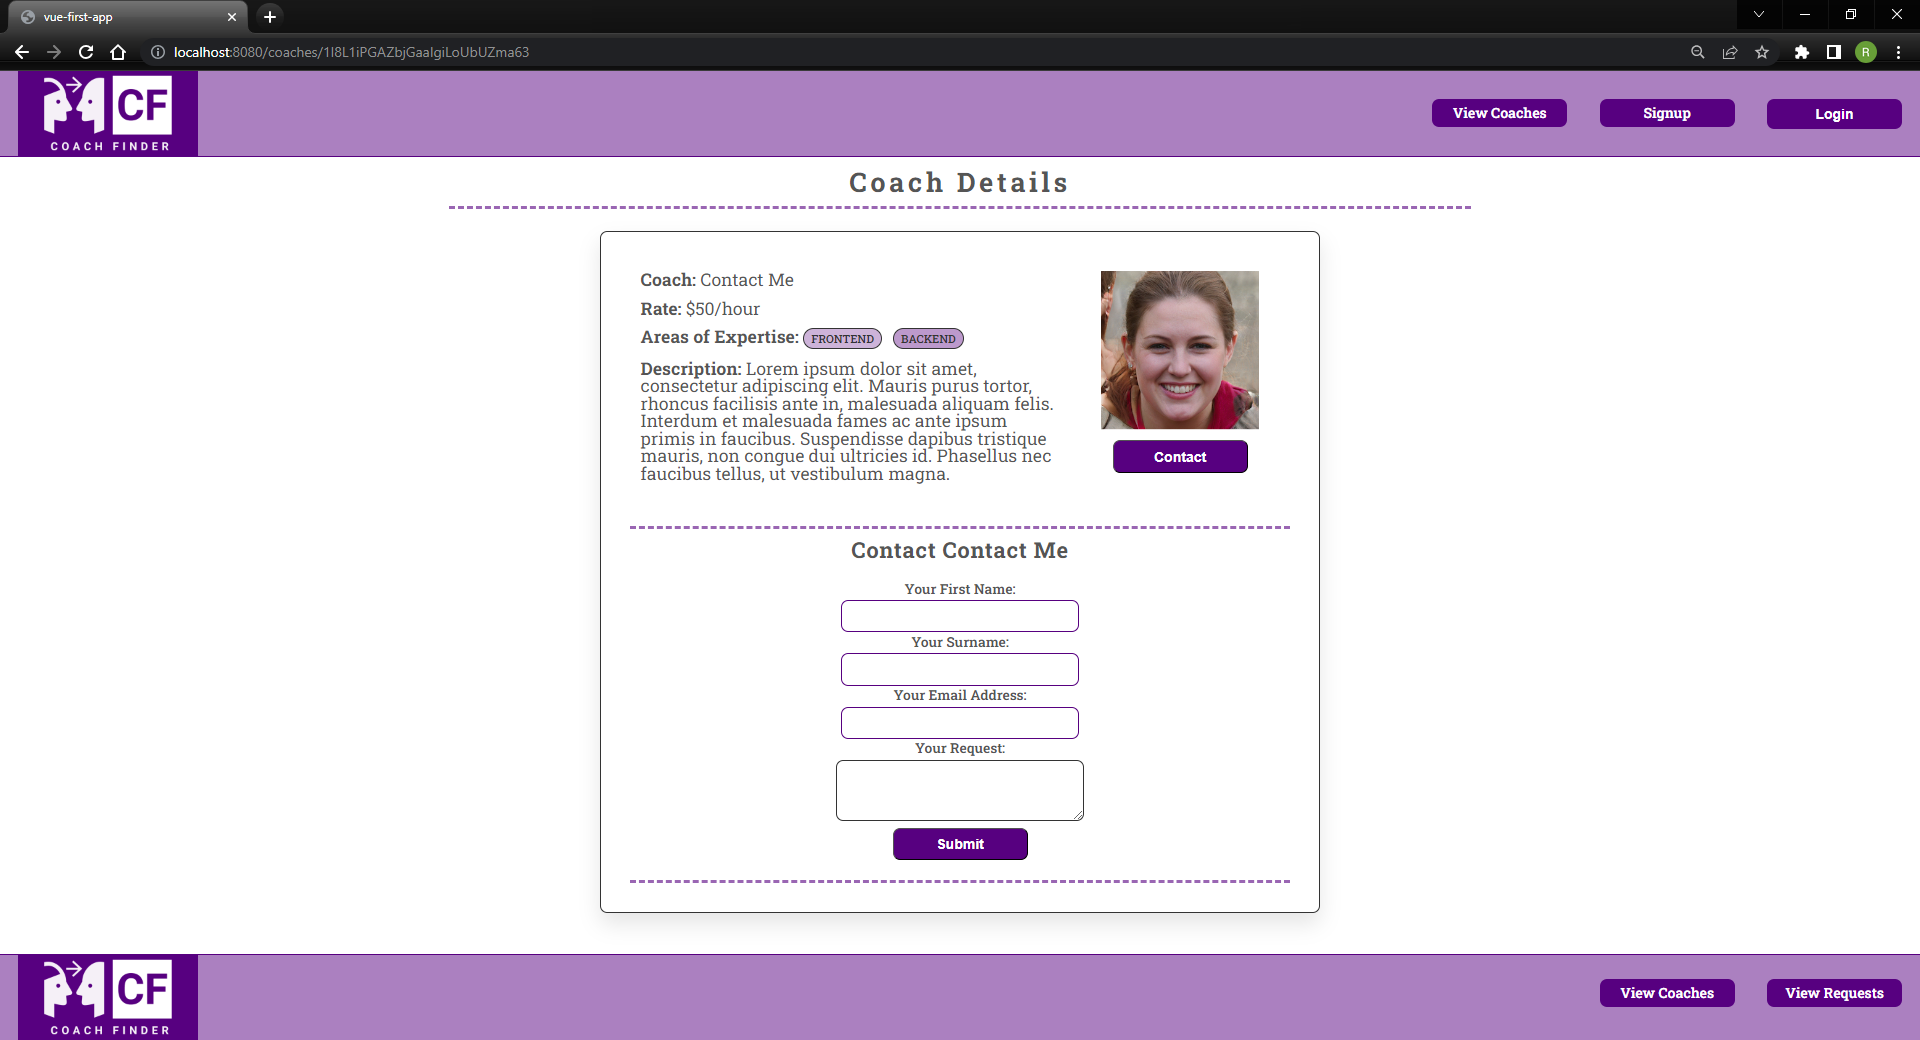 vue-first-app
localhost:8080/coaches/1I8L1iPGAZbjGaalgiLoUbUZma63
R
CF
COACH FINDER
View Coaches
Signup
Login
Coach Details
Coach: Contact Me
Rate: $50/hour
Areas of Expertise: FRONTEND BACKEND
Description: Lorem ipsum dolor sit amet,
consectetur adipiscing elit. Mauris purus tortor,
rhoncus facilisis ante in, malesuada aliquam felis.
Interdum et malesuada fames ac ante ipsum
primis in faucibus. Suspendisse dapibus tristique
mauris, non congue dui ultricies id. Phasellus nec
faucibus tellus, ut vestibulum magna.
Contact
Contact Contact Me
Your First Name:
Your Surname:
Your Email Address:
Your Request:
Submit
CF
COACH FINDER
View Coaches
View Requests